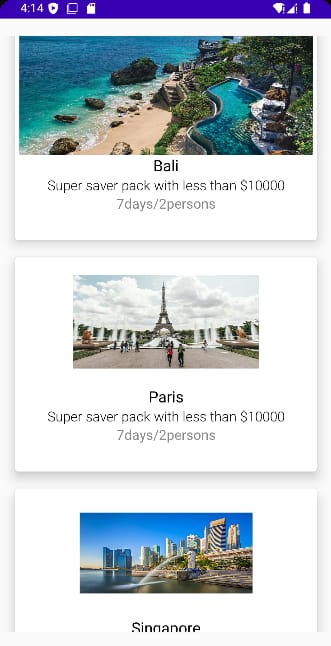 4:14
Bali
Super saver pack with less than $10000
7days/2persons
Paris
Super saver pack with less than $10000
7days/2persons
Singapore